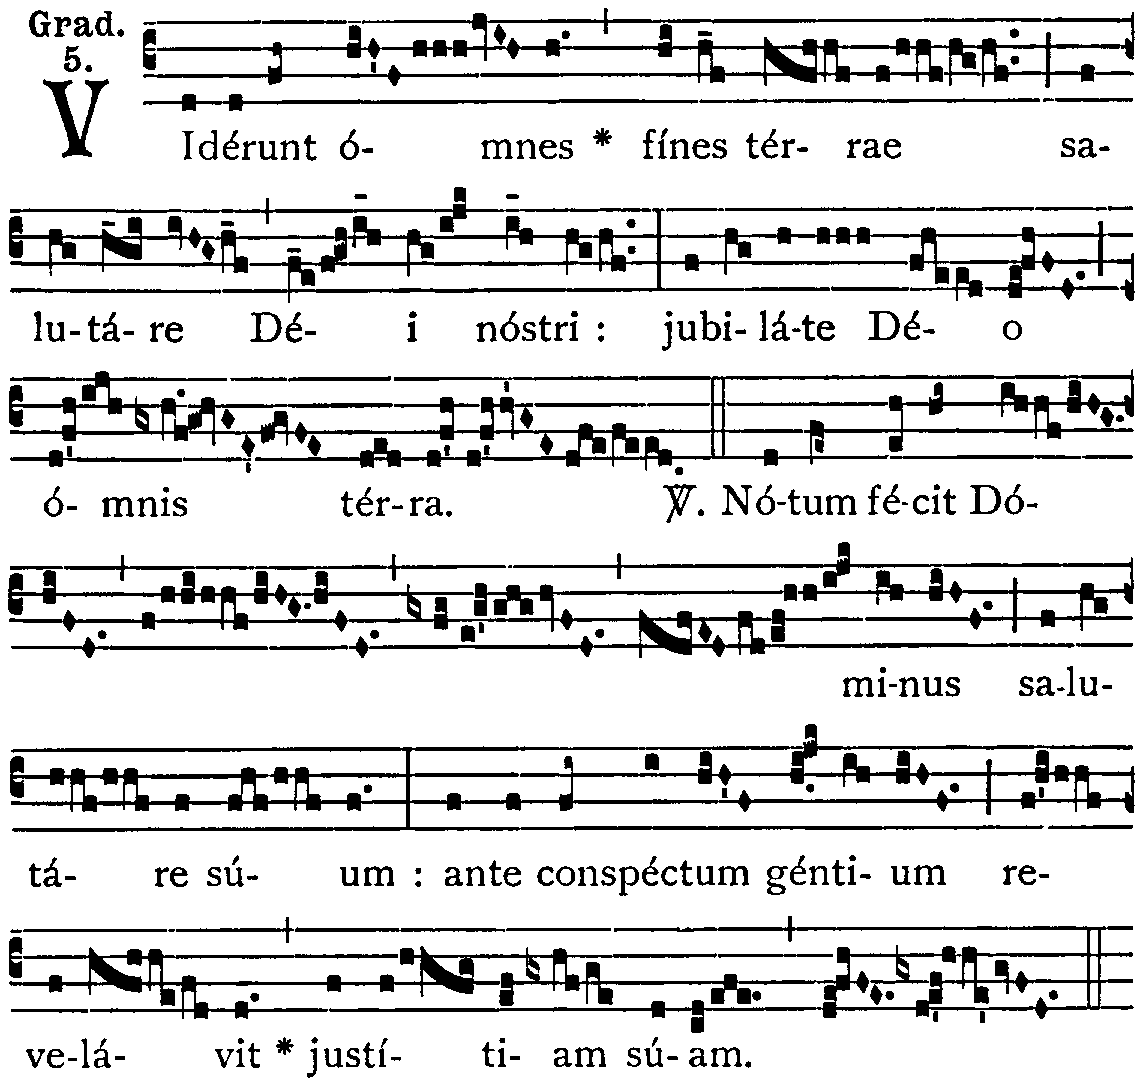 Grad.
5.
VIdérunt ó- mnes * fínes tér- rae sa-
lu-tá- re Dé- i nóstri : jubi- lá-te Dé- o
ó- mnis tér-ra. ℣. Nó-tum fé-cit Dó-
mi-nus sa-lu-
tá- re sú- um : ante conspéctum génti- um re-
ve-lá- vit * justí- ti- am sú- am.